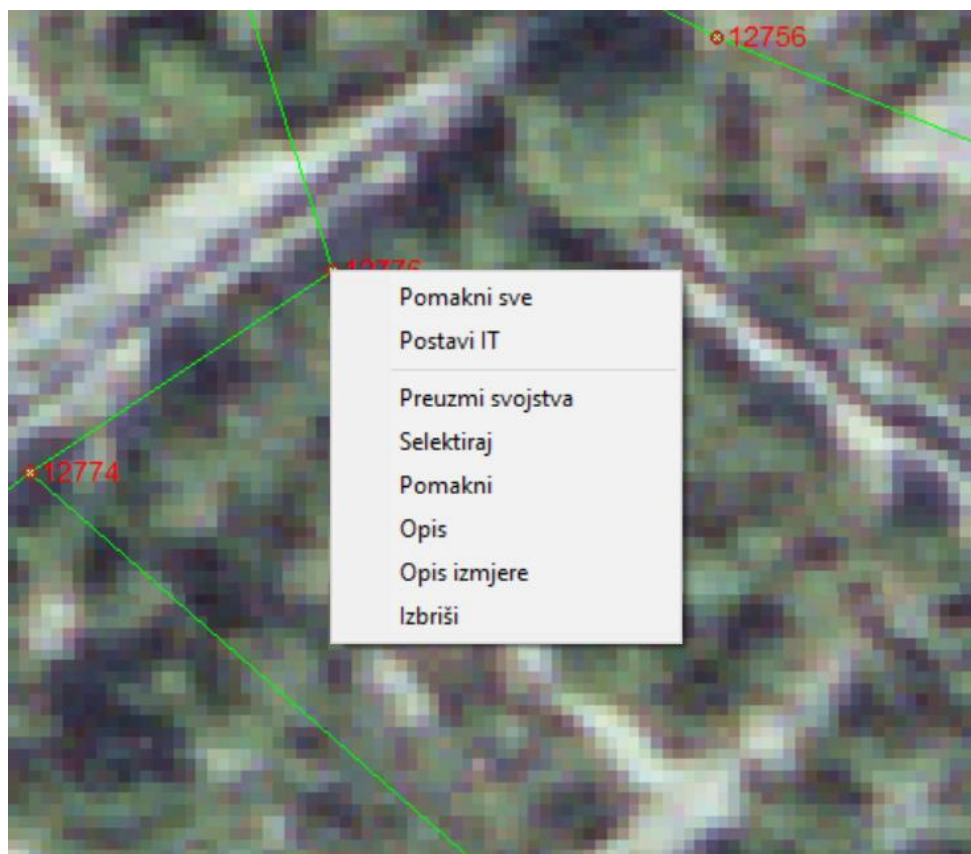 12756
Pomakni sve
Postavi IT
Preuzmi svojstva
Selektiraj
Pomakni
Opis
Opis izmjere
Izbriši
12774